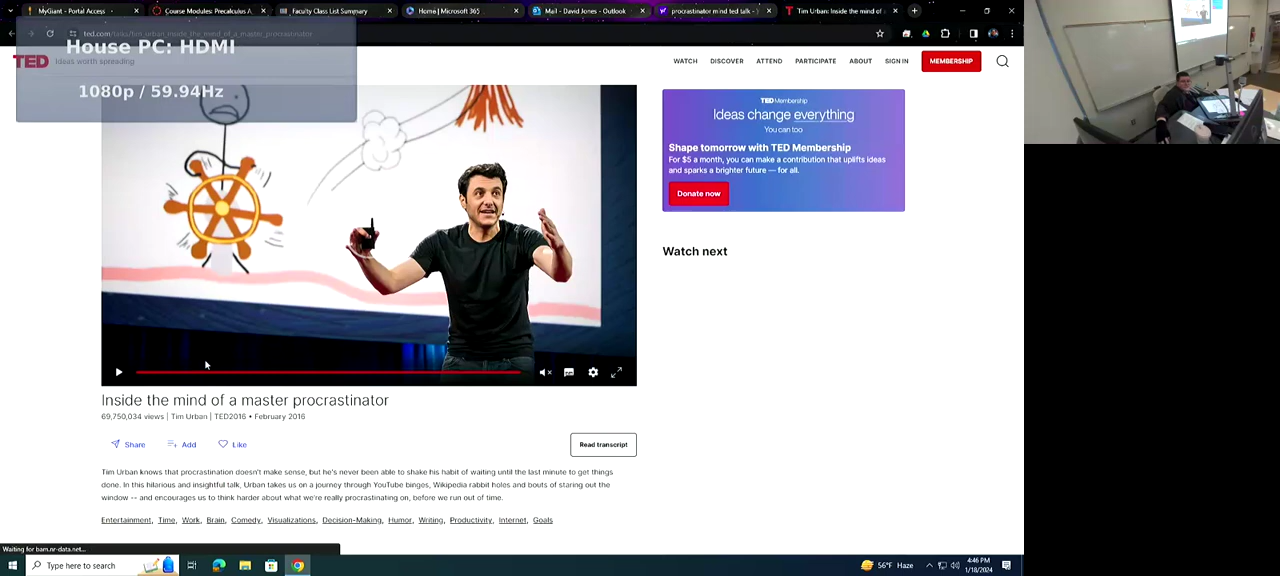 MyGiant - Portal Access
Course Modules: Precalculus A
Faculty Class List Summary
Home | Microsoft 365
Mail - David Jones - Outlook
procrastinator mind ted talk - Y
Tim Urban: Inside the mind of a
ted.com/talks/tim_urban_inside_the_mind_of_a_master_procrastinator
House PC: HDMI
1080p / 59.94Hz
TED Ideas worth spreading
WATCH DISCOVER ATTEND PARTICIPATE ABOUT SIGN IN MEMBERSHIP
TED Membership
Ideas change everything
You can too
Shape tomorrow with TED Membership
For $5 a month, you can make a contribution that uplifts ideas
and sparks a brighter future — for all.
Donate now
Watch next
Inside the mind of a master procrastinator
69,750,034 views | Tim Urban | TED2016 • February 2016
Share Add Like
Read transcript
Tim Urban knows that procrastination doesn't make sense, but he's never been able to shake his habit of waiting until the last minute to get things
done. In this hilarious and insightful talk, Urban takes us on a journey through YouTube binges, Wikipedia rabbit holes and bouts of staring out the
window -- and encourages us to think harder about what we're really procrastinating on, before we run out of time.
Entertainment, Time, Work, Brain, Comedy, Visualizations, Decision-Making, Humor, Writing, Productivity, Internet, Goals
Waiting for bam.nr-data.net...
Type here to search
56°F Haze
4:46 PM
1/18/2024